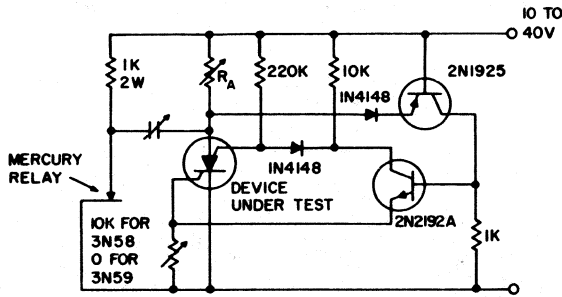 10 TO
40V
1K
2W
R_A
220K
10K
2N1925
1N4148
1N4148
MERCURY
RELAY
DEVICE
UNDER TEST
2N2192A
10K FOR
3N58
0 FOR
3N59
1K